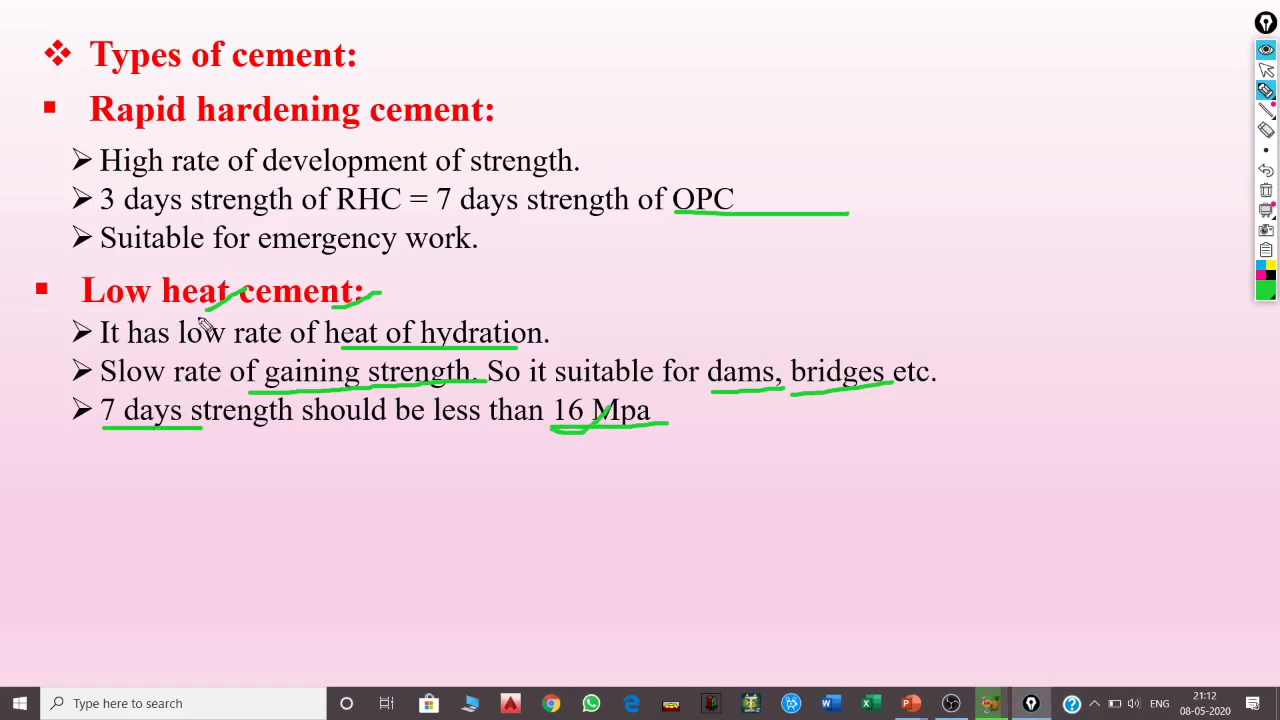 Types of cement:
Rapid hardening cement:
High rate of development of strength.
3 days strength of RHC = 7 days strength of OPC
Suitable for emergency work.
Low heat cement:
It has low rate of heat of hydration.
Slow rate of gaining strength. So it suitable for dams, bridges etc.
7 days strength should be less than 16 Mpa
Type here to search
ENG
21:12
08-05-2020